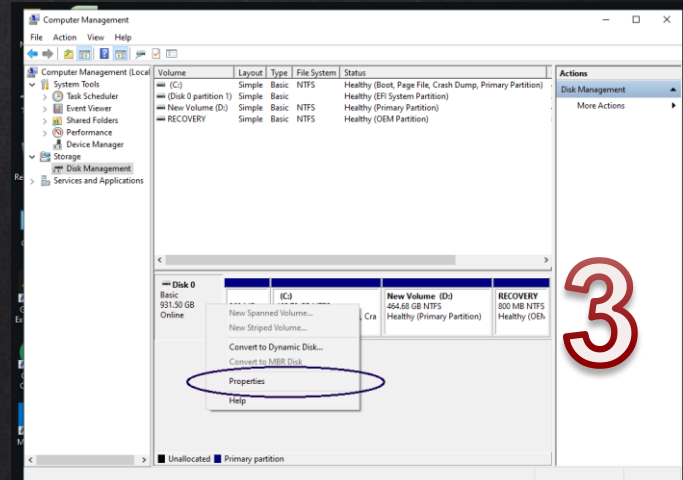 Computer Management
File Action View Help
Computer Management (Local
System Tools
Task Scheduler
Event Viewer
Shared Folders
Performance
Device Manager
Storage
Disk Management
Services and Applications
Volume Layout Type File System Status
(C:) Simple Basic NTFS Healthy (Boot, Page File, Crash Dump, Primary Partition)
(Disk 0 partition 1) Simple Basic Healthy (EFI System Partition)
New Volume (D:) Simple Basic NTFS Healthy (Primary Partition)
RECOVERY Simple Basic NTFS Healthy (OEM Partition)
Actions
Disk Management
More Actions
Disk 0
Basic
931.50 GB
Online
(C:)
, Cra
New Volume (D:)
464.68 GB NTFS
Healthy (Primary Partition)
RECOVERY
800 MB NTFS
Healthy (OEM
New Spanned Volume...
New Striped Volume...
Convert to Dynamic Disk...
Convert to MBR Disk
Properties
Help
3
Unallocated Primary partition